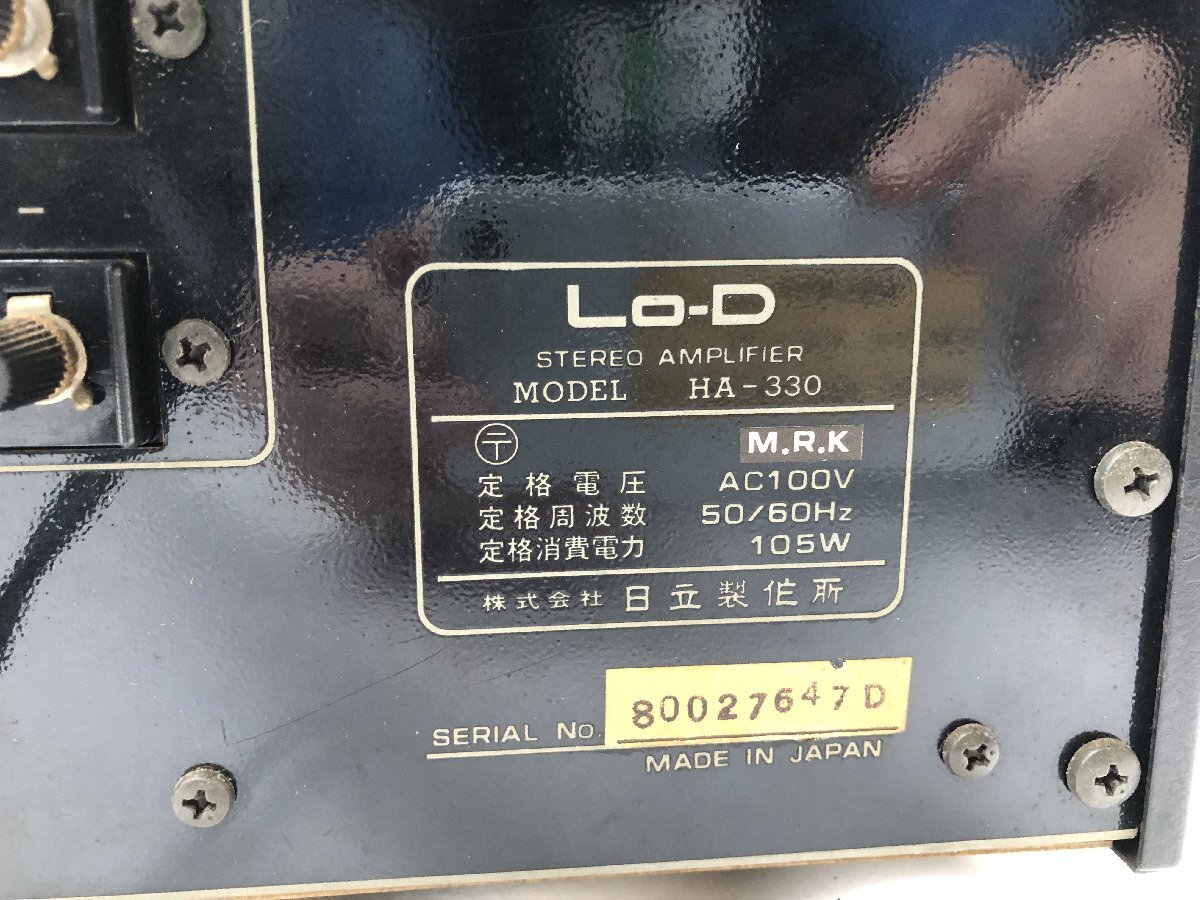 Lo-D
STEREO AMPLIFIER
MODEL HA-330
〒 M.R.K
定格電圧 AC100V
定格周波数 50/60Hz
定格消費電力 105W
株式会社 日立製作所
SERIAL No. 80027647D
MADE IN JAPAN